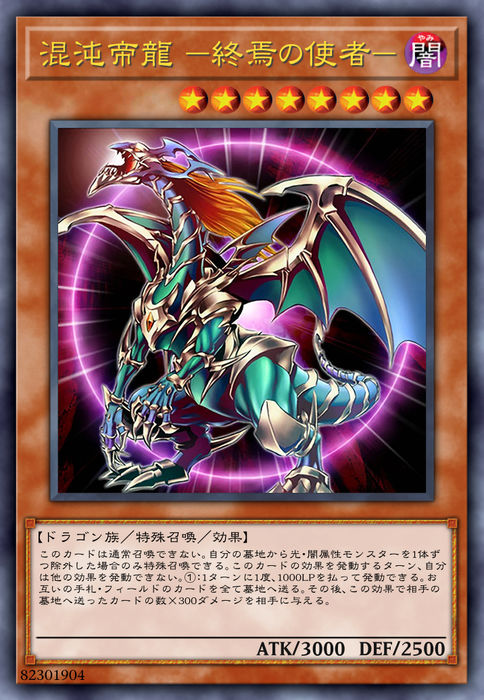 混沌帝龍 －終焉の使者－
やみ
闇
【ドラゴン族／特殊召喚／効果】
このカードは通常召喚できない。自分の墓地から光・闇属性モンスターを1体ず
つ除外した場合のみ特殊召喚できる。このカードの効果を発動するターン、自分
は他の効果を発動できない。①：1ターンに1度、1000LPを払って発動できる。お
互いの手札・フィールドのカードを全て墓地へ送る。その後、この効果で相手の
墓地へ送ったカードの数×300ダメージを相手に与える。
ATK/3000 DEF/2500
82301904